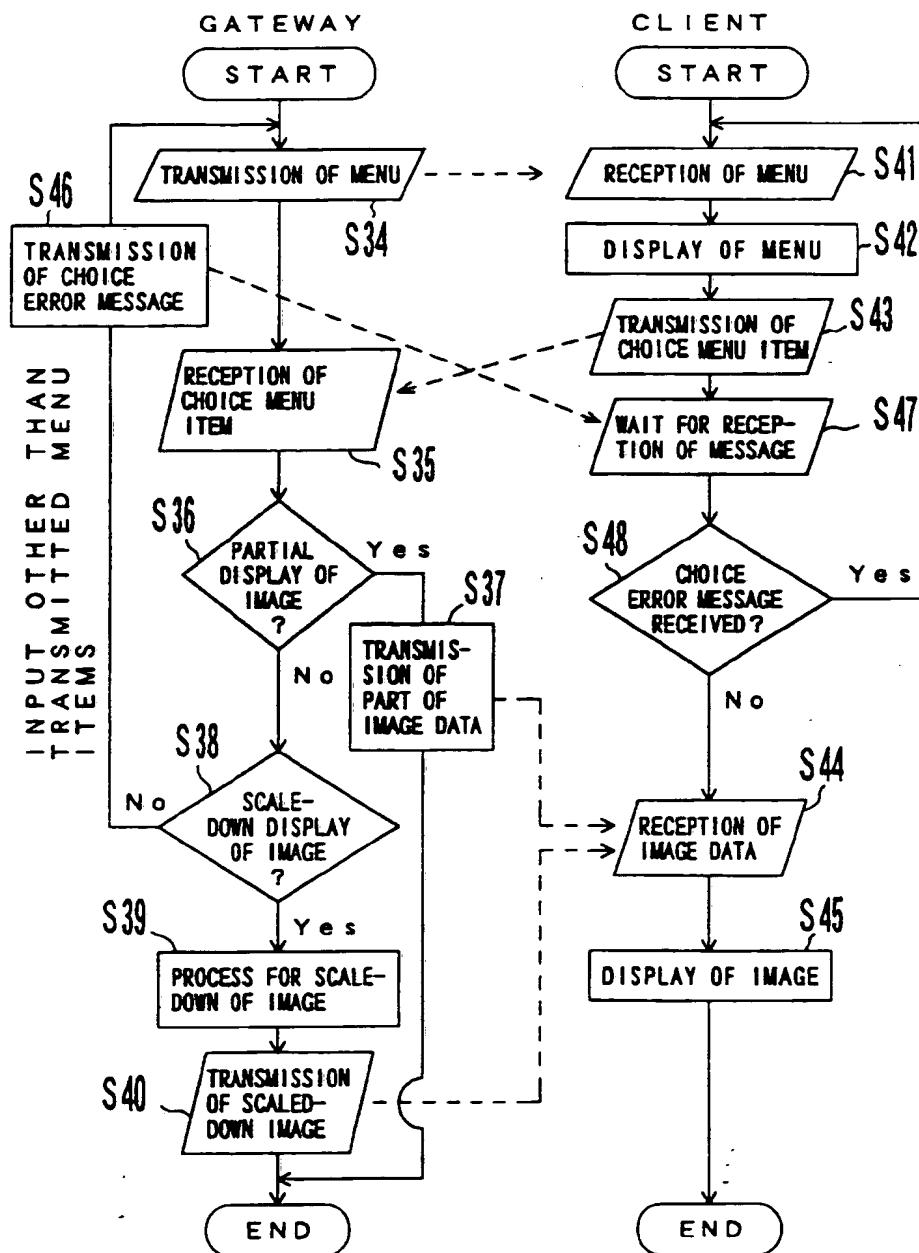 GATEWAY
CLIENT
START
START
TRANSMISSION OF MENU
S34
RECEPTION OF MENU
S41
S46
TRANSMISSION
OF CHOICE
ERROR MESSAGE
DISPLAY OF MENU
S42
TRANSMISSION OF
CHOICE MENU ITEM
S43
RECEPTION OF
CHOICE MENU
ITEM
S35
WAIT FOR RECEP-
TION OF MESSAGE
S47
INPUT OTHER THAN
TRANSMITTED MENU
ITEMS
S36
PARTIAL
DISPLAY OF
IMAGE
?
Yes
No
S37
TRANSMIS-
SION OF
PART OF
IMAGE DATA
S48
CHOICE
ERROR MESSAGE
RECEIVED?
Yes
No
S38
SCALE-
DOWN DISPLAY
OF IMAGE
?
No
Yes
S44
RECEPTION OF
IMAGE DATA
S39
PROCESS FOR SCALE-
DOWN OF IMAGE
S45
DISPLAY OF IMAGE
S40
TRANSMISSION
OF SCALED-
DOWN IMAGE
END
END